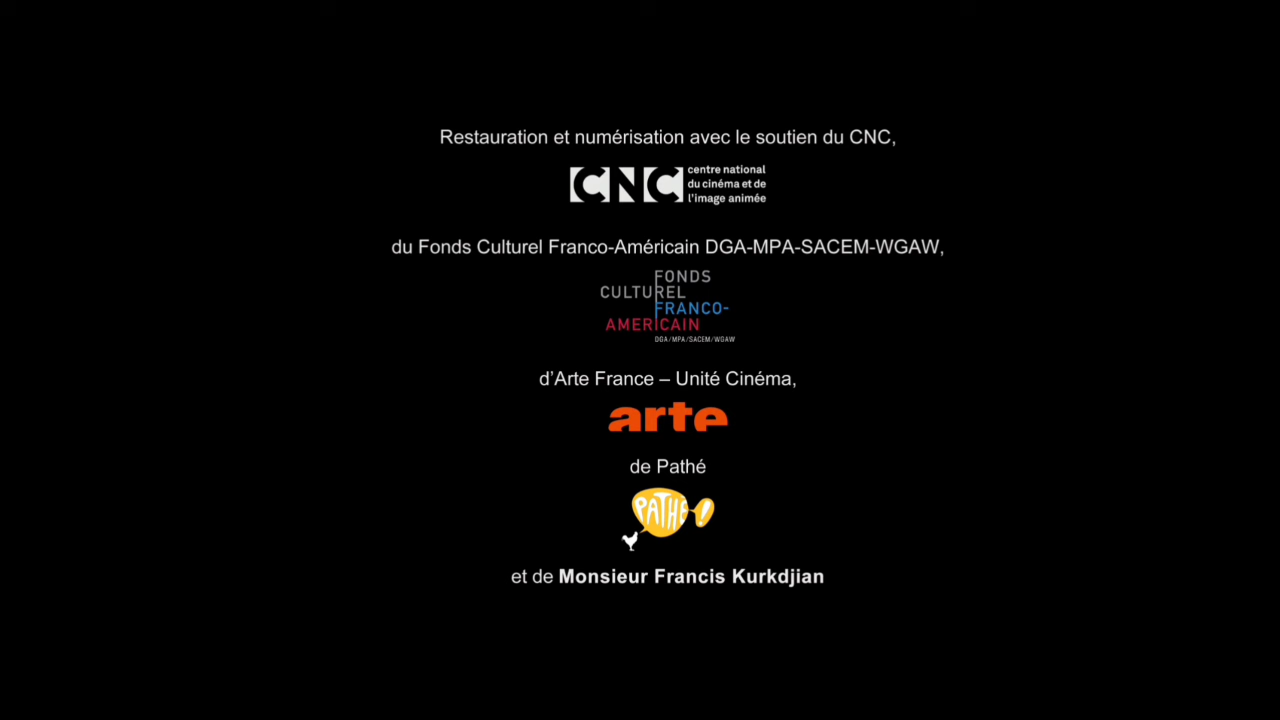 Restauration et numérisation avec le soutien du CNC,
CNC
centre national
du cinéma et de
l'image animée
du Fonds Culturel Franco-Américain DGA-MPA-SACEM-WGAW,
FONDS
CULTUREL
FRANCO-
AMERICAIN
DGA/MPA/SACEM/WGAW
d’Arte France – Unité Cinéma,
arte
de Pathé
PATHÉ!
et de Monsieur Francis Kurkdjian